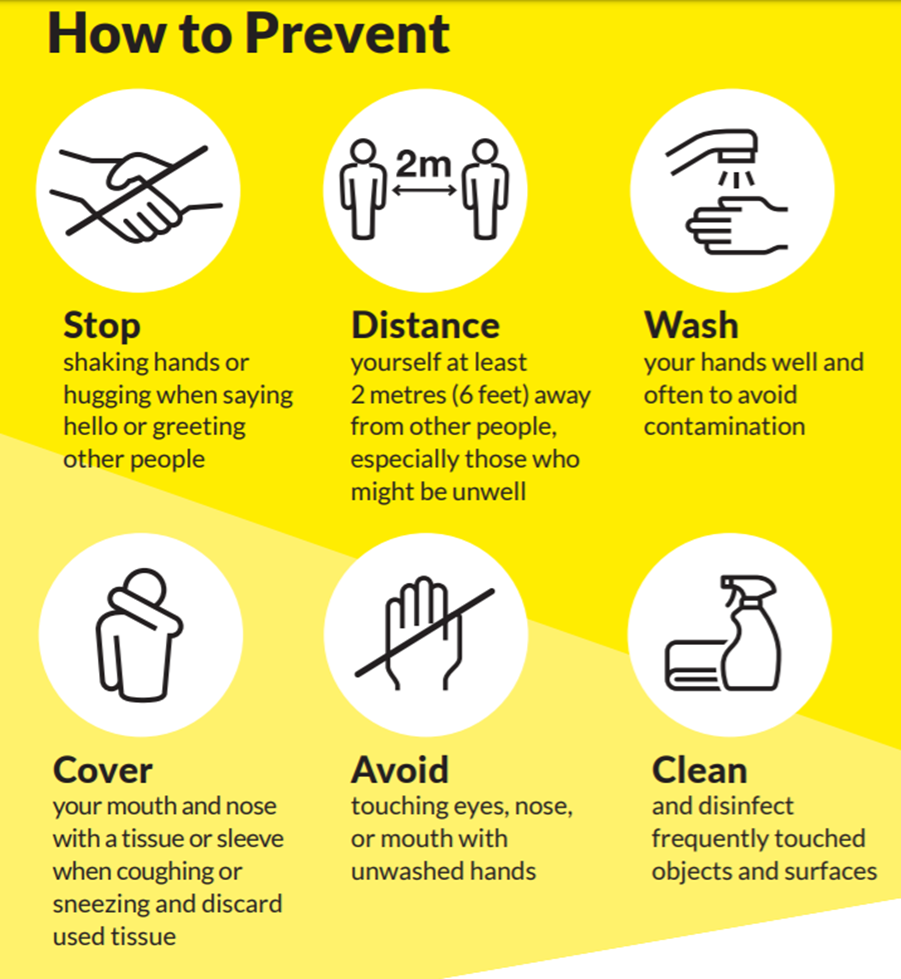 How to Prevent
2m
Stop
shaking hands or
hugging when saying
hello or greeting
other people
Distance
yourself at least
2 metres (6 feet) away
from other people,
especially those who
might be unwell
Wash
your hands well and
often to avoid
contamination
Cover
your mouth and nose
with a tissue or sleeve
when coughing or
sneezing and discard
used tissue
Avoid
touching eyes, nose,
or mouth with
unwashed hands
Clean
and disinfect
frequently touched
objects and surfaces